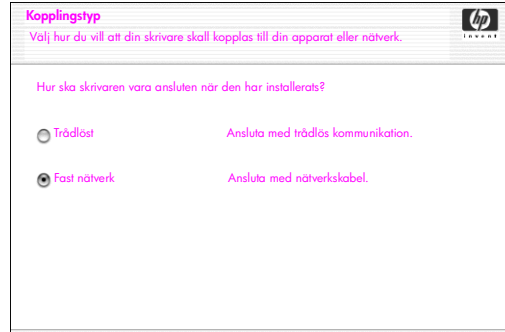 Kopplingstyp
Välj hur du vill att din skrivare skall kopplas till din apparat eller nätverk.
hp
invent
Hur ska skrivaren vara ansluten när den har installerats?
Trådlöst Ansluta med trådlös kommunikation.
Fast nätverk Ansluta med nätverkskabel.